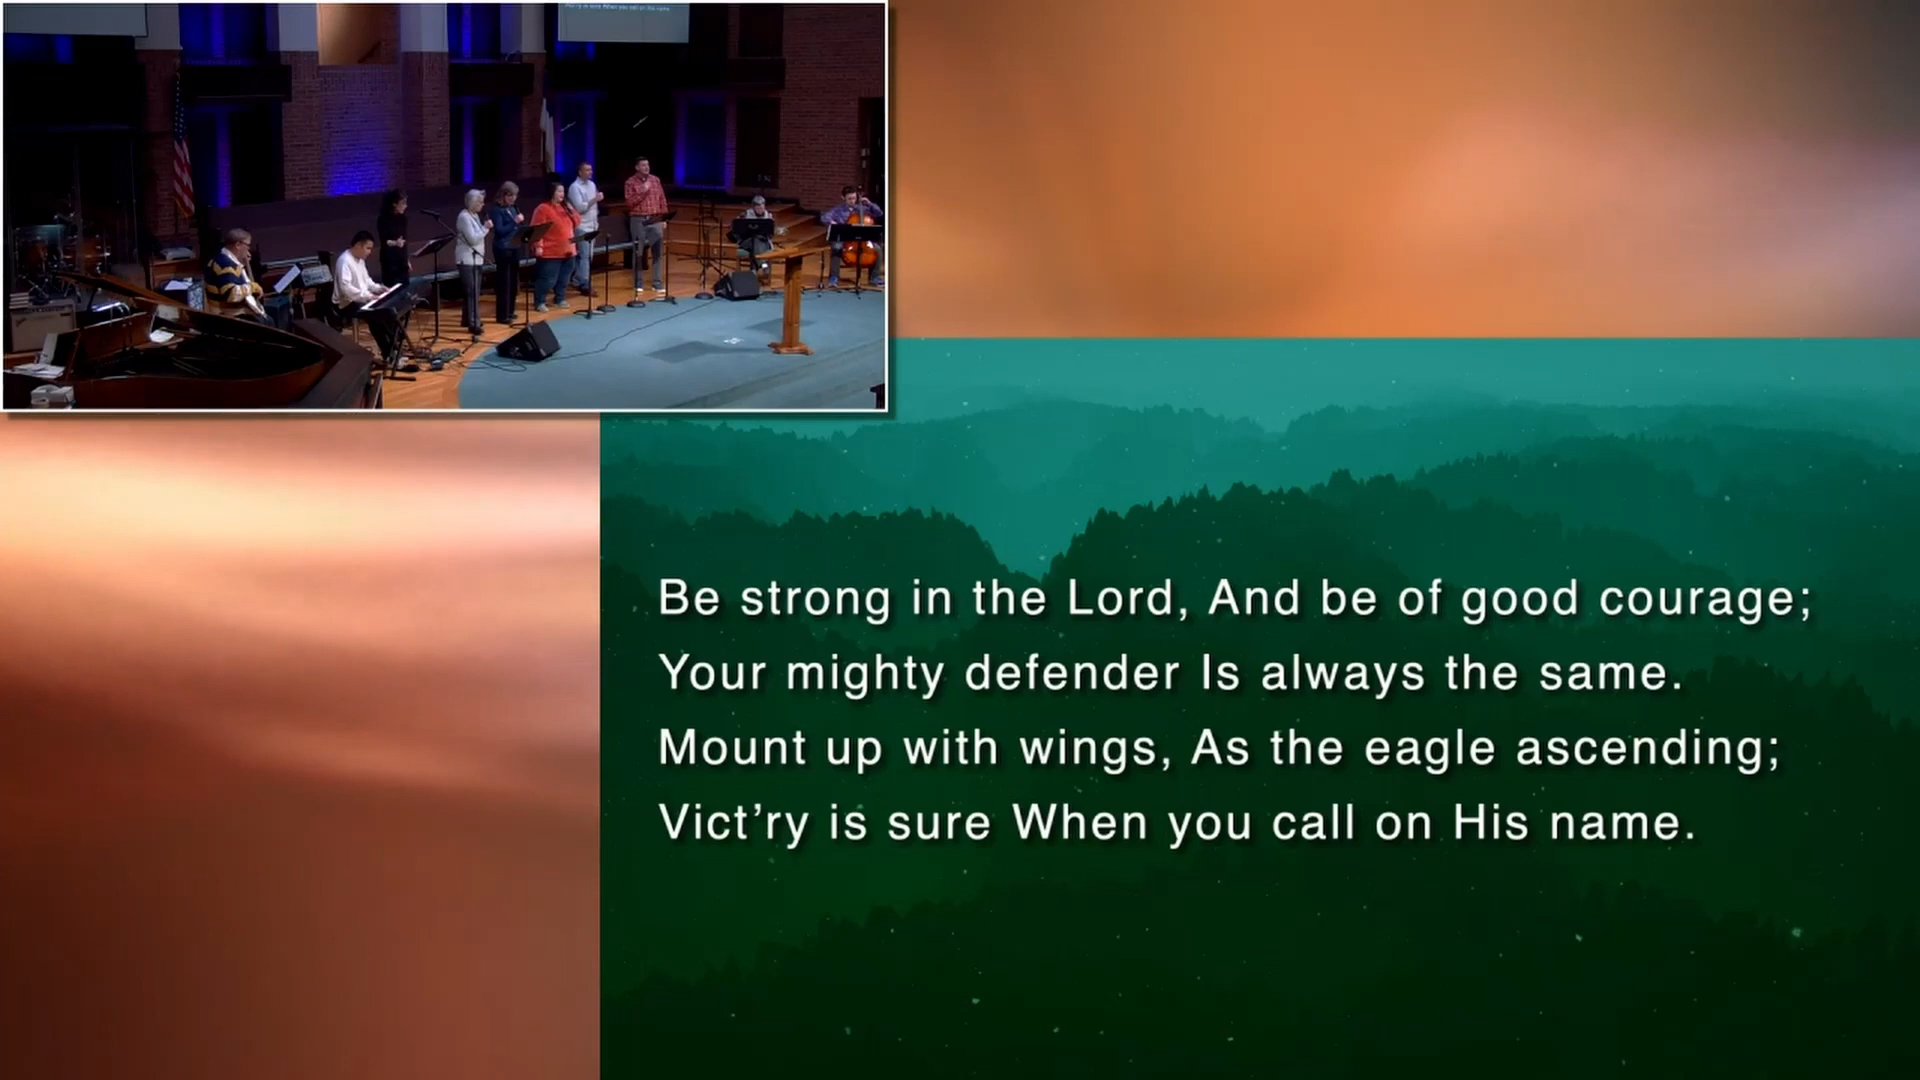 Be strong in the Lord, And be of good courage;
Your mighty defender Is always the same.
Mount up with wings, As the eagle ascending;
Vict’ry is sure When you call on His name.